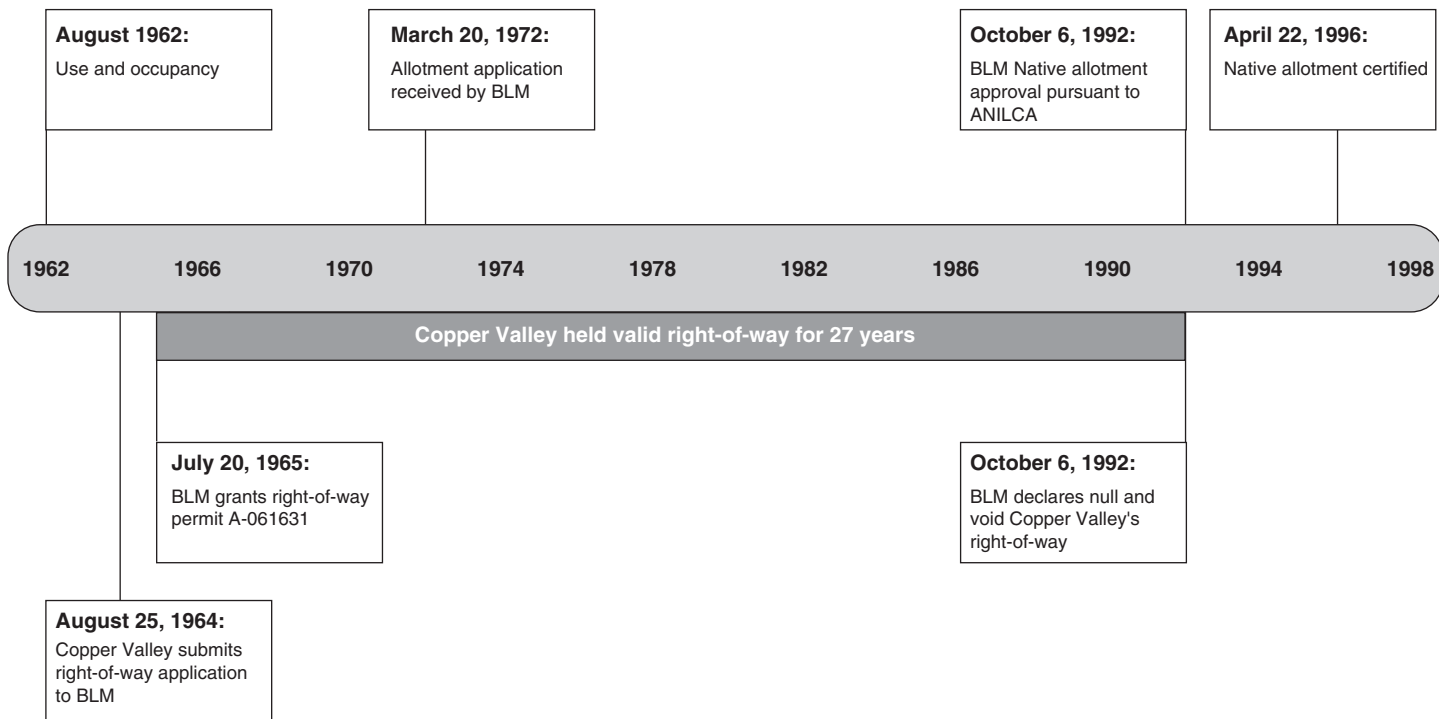 August 1962:
Use and occupancy
March 20, 1972:
Allotment application
received by BLM
October 6, 1992:
BLM Native allotment
approval pursuant to
ANILCA
April 22, 1996:
Native allotment certified
1962 1966 1970 1974 1978 1982 1986 1990 1994 1998
Copper Valley held valid right-of-way for 27 years
July 20, 1965:
BLM grants right-of-way
permit A-061631
October 6, 1992:
BLM declares null and
void Copper Valley's
right-of-way
August 25, 1964:
Copper Valley submits
right-of-way application
to BLM